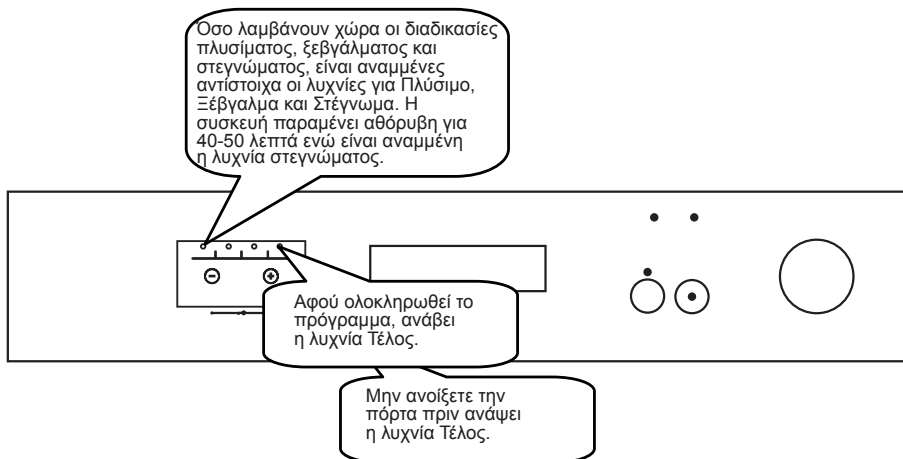 Όσο λαμβάνουν χώρα οι διαδικασίες
πλυσίματος, ξεβγάλματος και
στεγνώματος, είναι αναμμένες
αντίστοιχα οι λυχνίες για Πλύσιμο,
Ξέβγαλμα και Στέγνωμα. Η
συσκευή παραμένει αθόρυβη για
40-50 λεπτά ενώ είναι αναμμένη
η λυχνία στεγνώματος.
Αφού ολοκληρωθεί το
πρόγραμμα, ανάβει
η λυχνία Τέλος.
Μην ανοίξετε την
πόρτα πριν ανάψει
η λυχνία Τέλος.